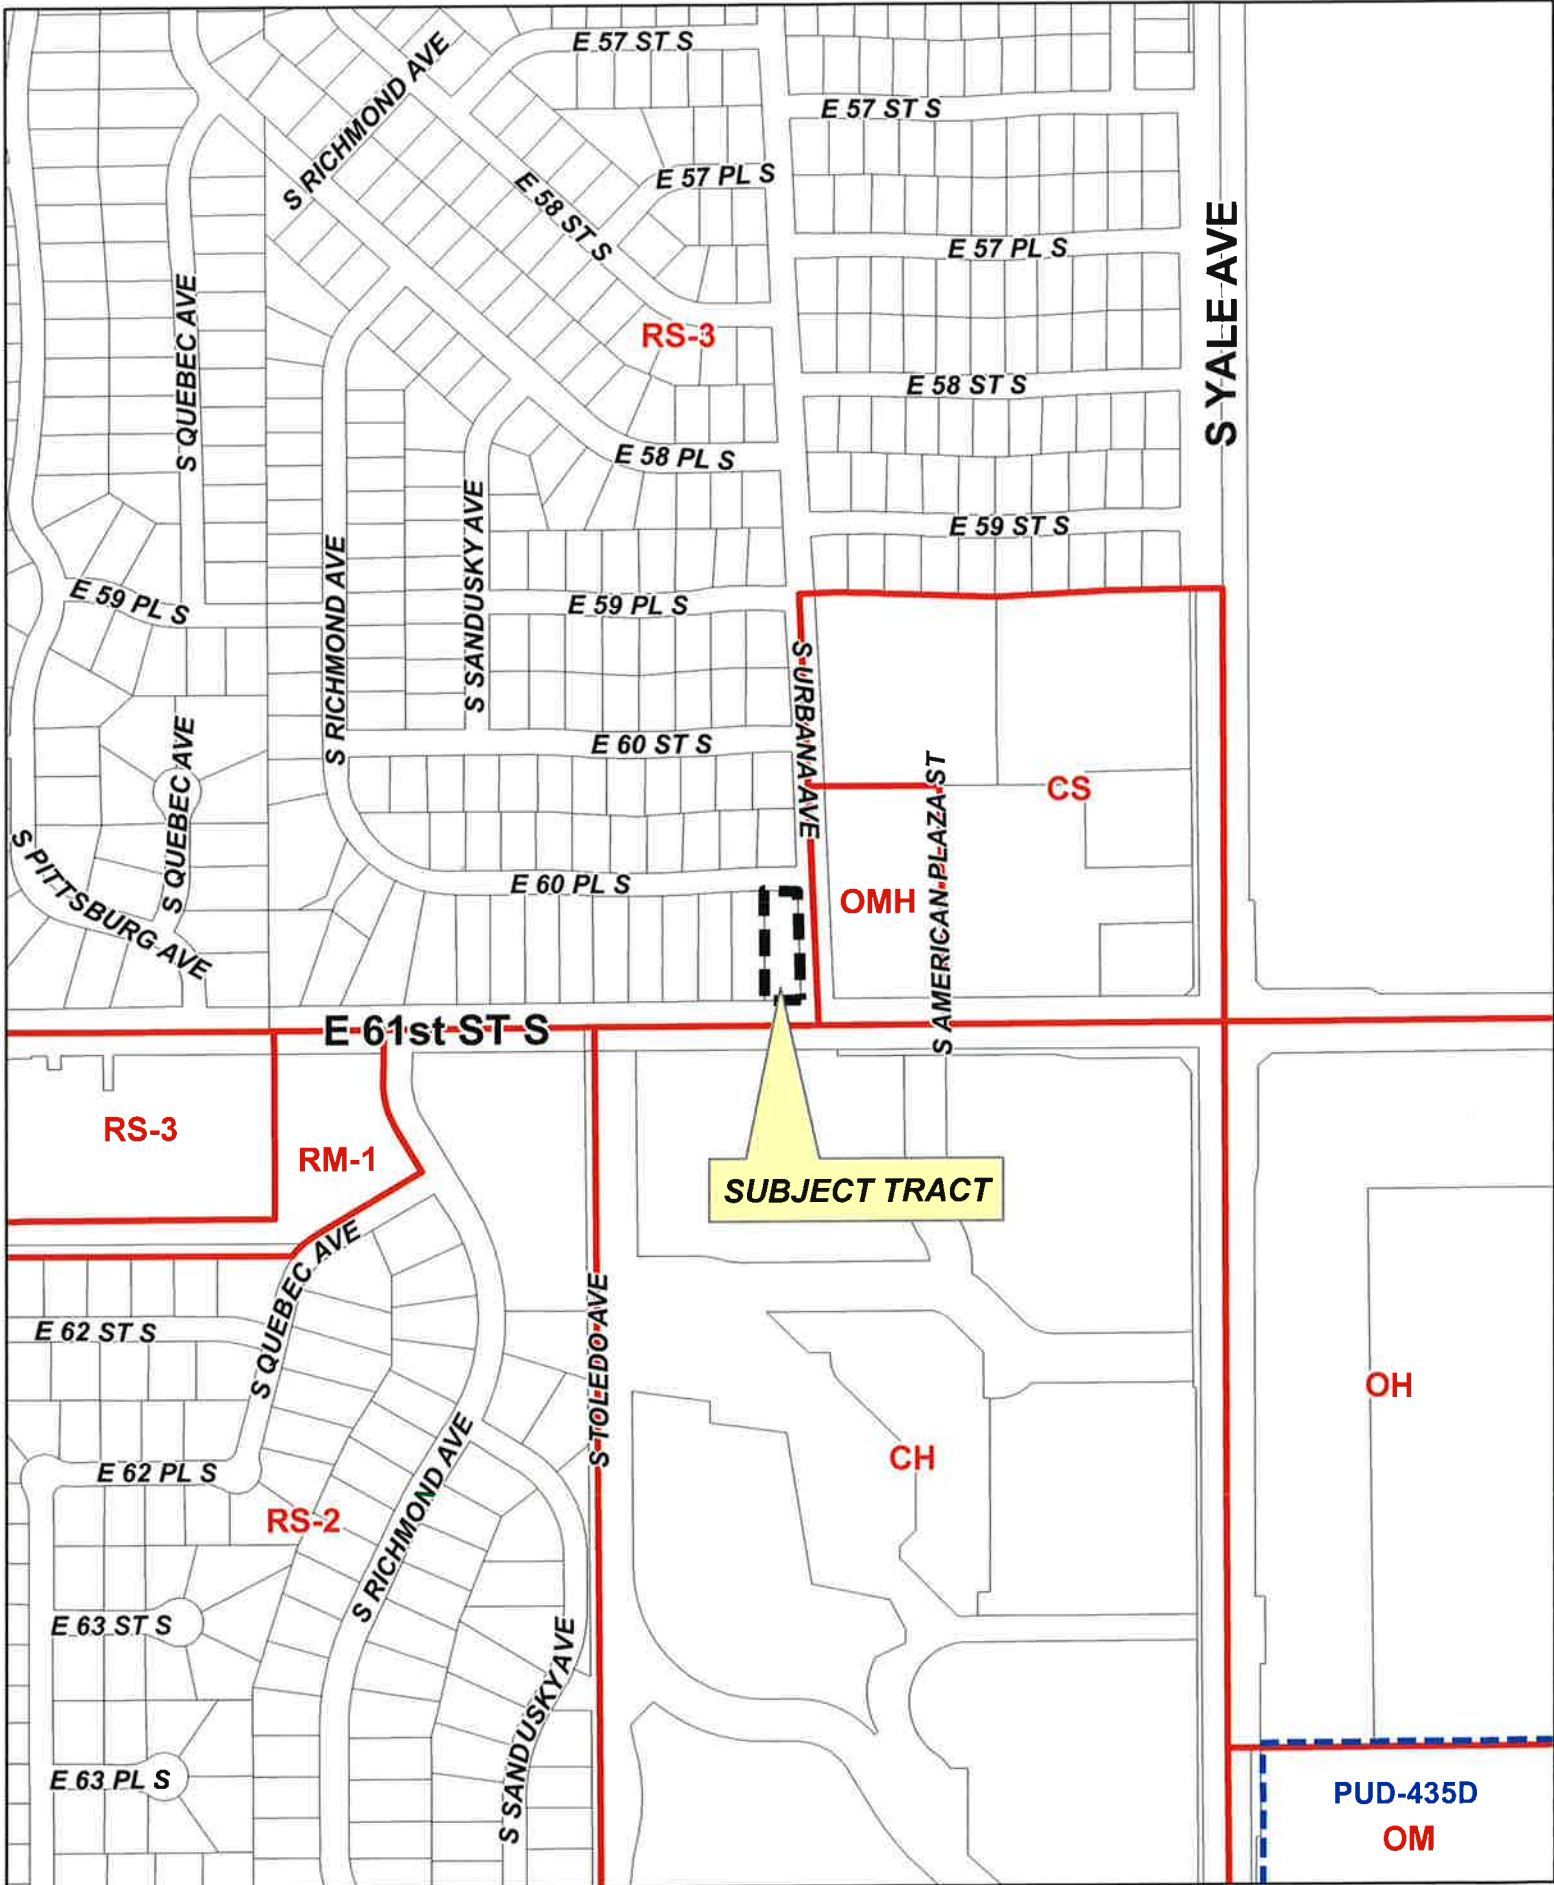 E 57 ST S
S RICHMOND AVE
E 57 ST S
E 57 PL S
E 58 ST S
E 57 PL S
S YALE AVE
S QUEBEC AVE
RS-3
E 58 ST S
E 58 PL S
S SANDUSKY AVE
E 59 ST S
S RICHMOND AVE
E 59 PL S
E 59 PL S
S URBANA AVE
S QUEBEC AVE
E 60 ST S
S AMERICAN PLAZA ST
CS
S PITTSBURG AVE
E 60 PL S
OMH
E 61st ST S
RS-3
RM-1
SUBJECT TRACT
S QUEBEC AVE
S TOLEDO AVE
E 62 ST S
OH
S RICHMOND AVE
CH
E 62 PL S
RS-2
E 63 ST S
S SANDUSKY AVE
E 63 PL S
PUD-435D
OM